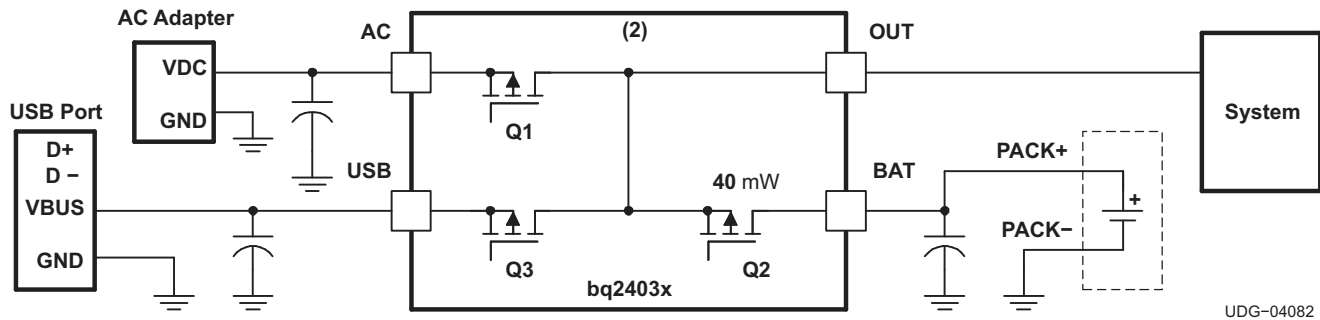 AC Adapter
VDC
GND
USB Port
D+
D −
VBUS
GND
AC
USB
(2)
Q1
Q3
40 mW
Q2
bq2403x
OUT
BAT
PACK+
+
PACK−
System
UDG−04082